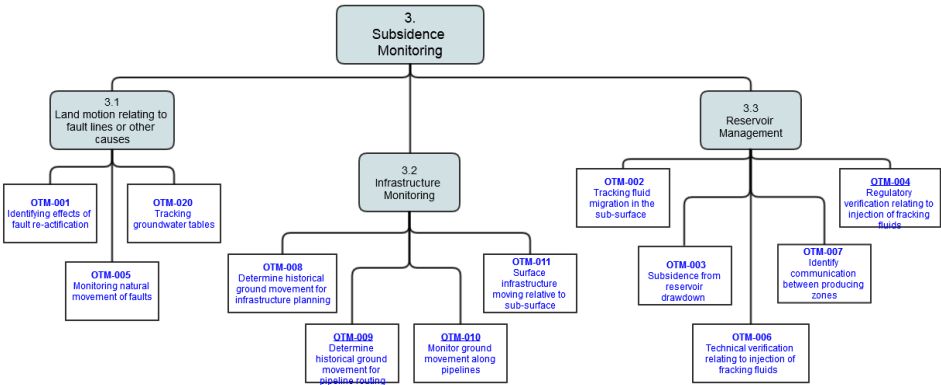 3.
Subsidence
Monitoring
3.1
Land motion relating to
fault lines or other
causes
3.2
Infrastructure
Monitoring
3.3
Reservoir
Management
OTM-001
Identifying effects of
fault re-actification
OTM-020
Tracking
groundwater tables
OTM-005
Monitoring natural
movement of faults
OTM-008
Determine historical
ground movement for
infrastructure planning
OTM-011
Surface
infrastructure
moving relative to
sub-surface
OTM-009
Determine
historical ground
movement for
pipeline routing
OTM-010
Monitor ground
movement along
pipelines
OTM-002
Tracking fluid
migration in the
sub-surface
OTM-004
Regulatory
verification relating to
injection of fracking
fluids
OTM-003
Subsidence from
reservoir
drawdown
OTM-007
Identify
communication
between producing
zones
OTM-006
Technical verification
relating to injection of
fracking fluids